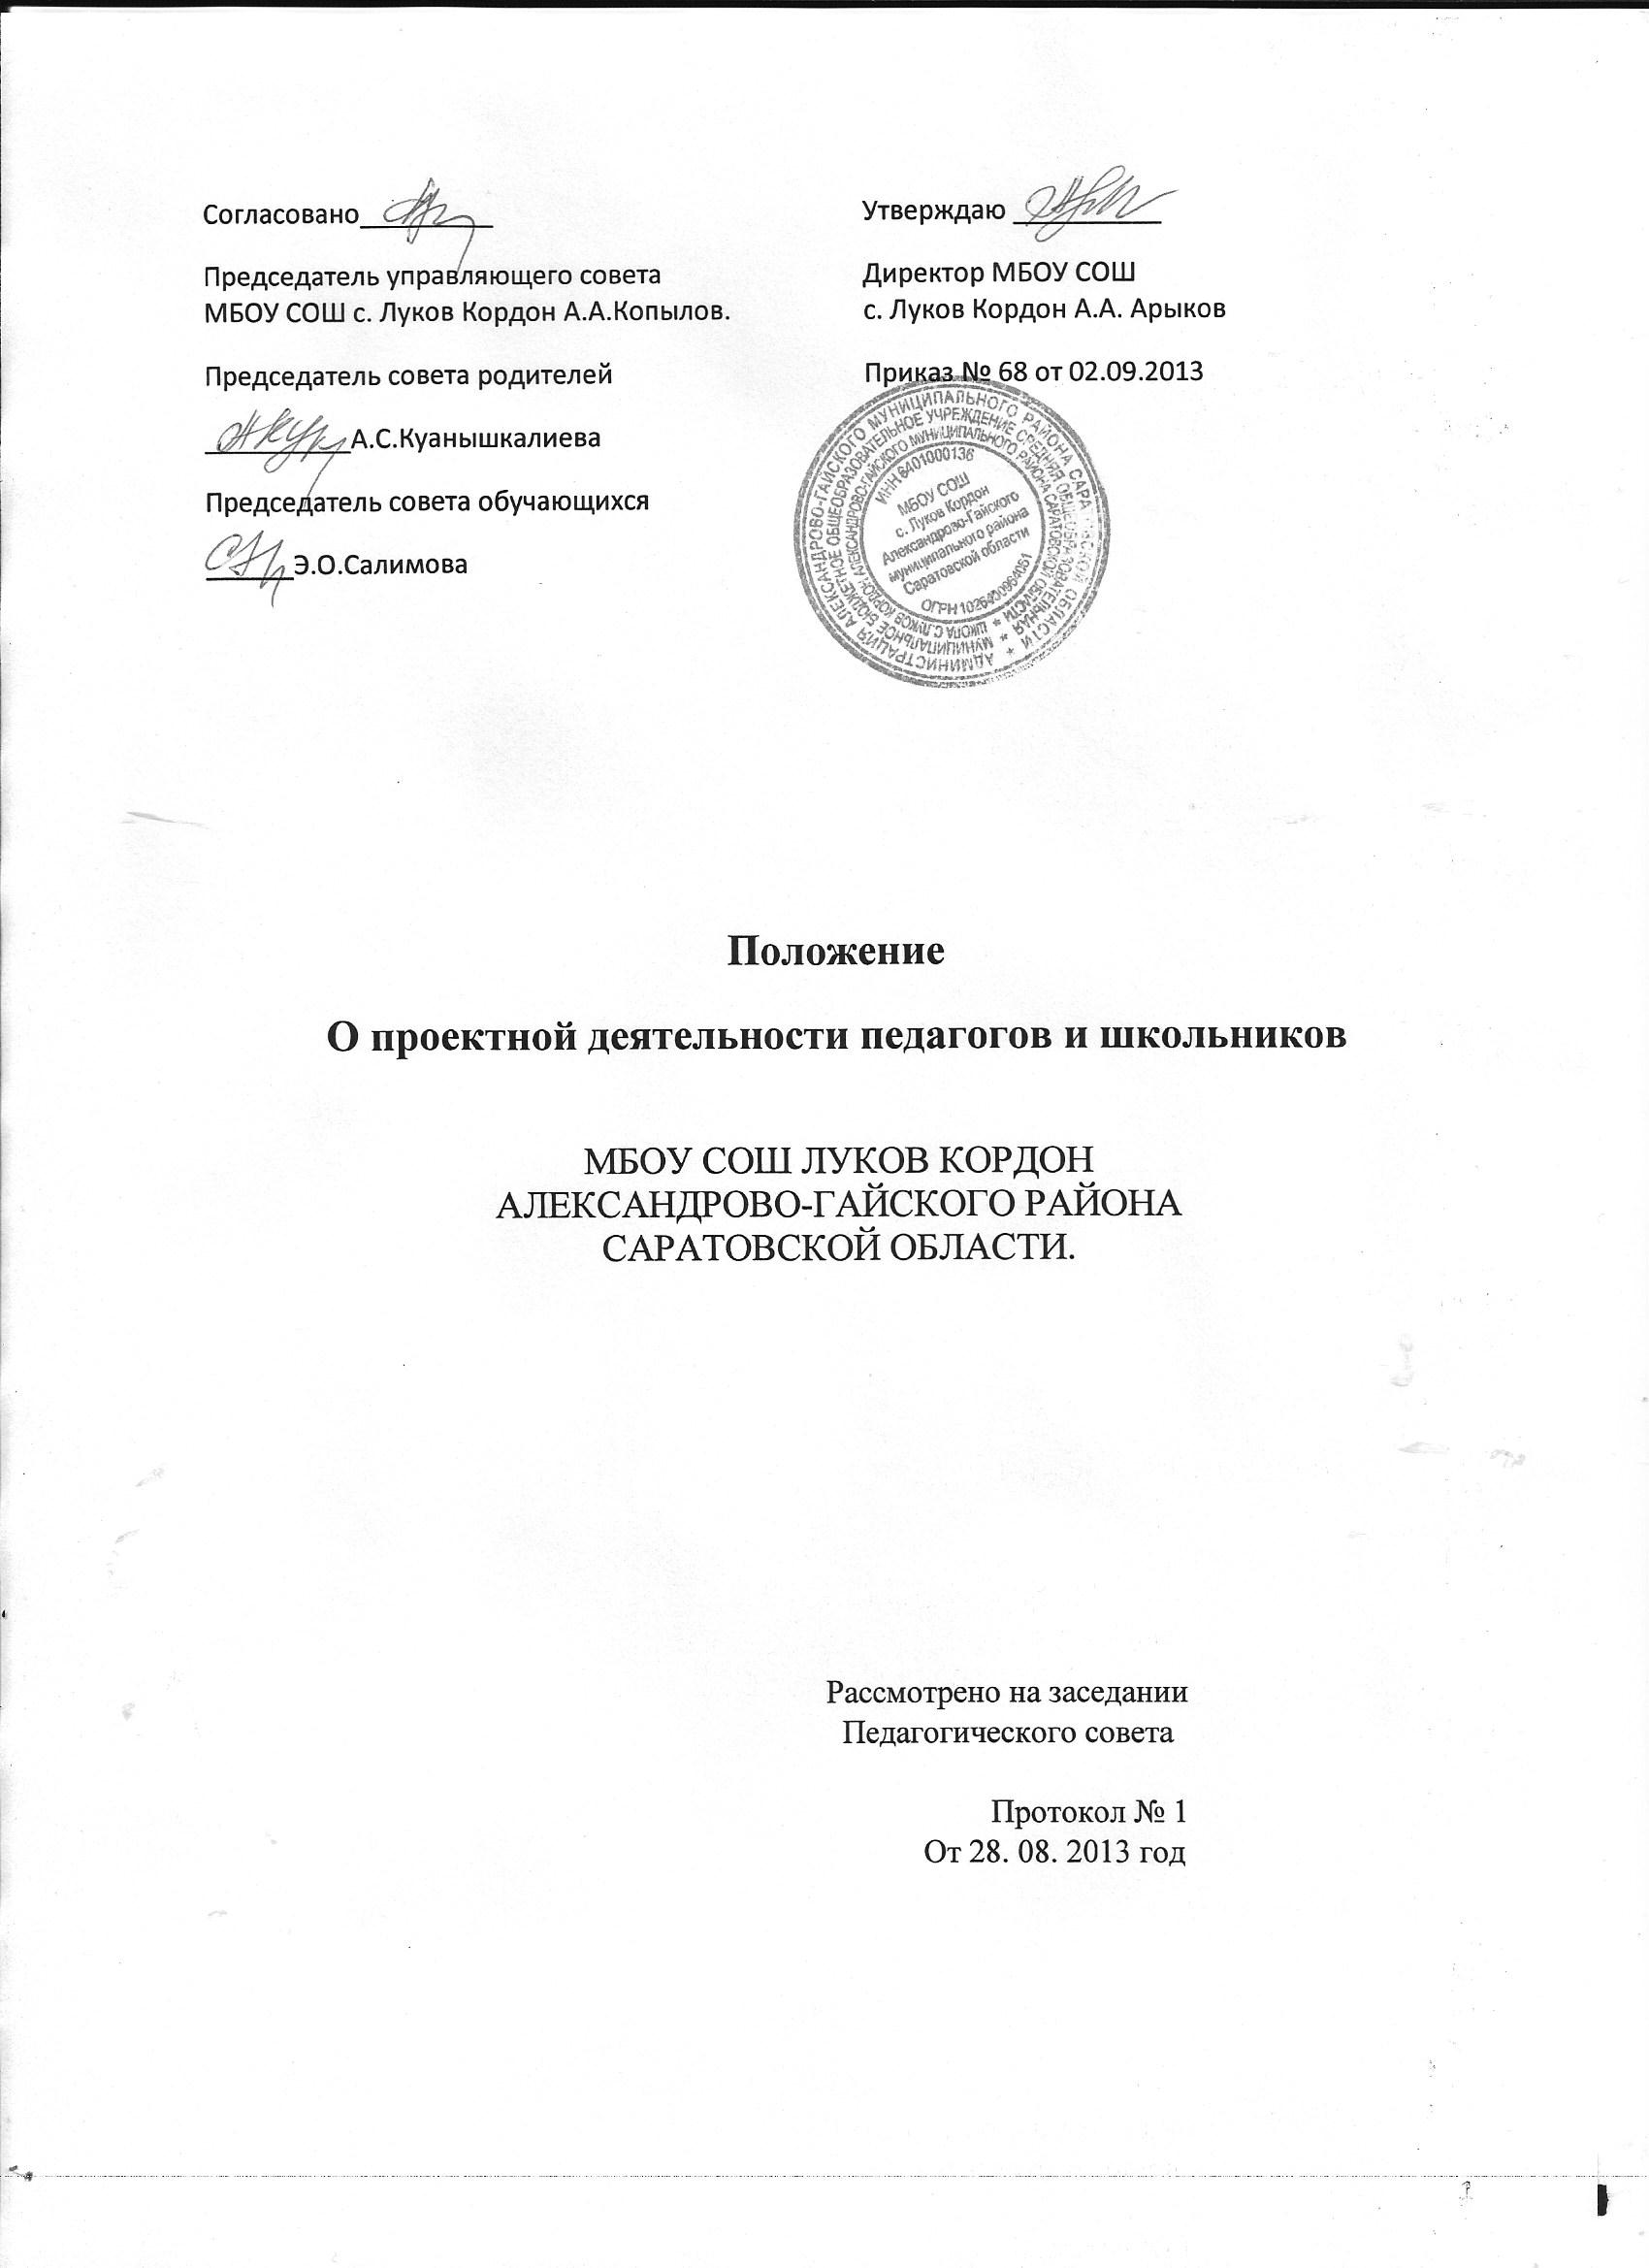 Согласовано
Председатель управляющего совета
МБОУ СОШ с. Луков Кордон А.А.Копылов.
Председатель совета родителей
А.С.Куанышкалиева
Председатель совета обучающихся
Э.О.Салимова
Утверждаю
Директор МБОУ СОШ
с. Луков Кордон А.А. Арыков
Приказ № 68 от 02.09.2013
ИНН 6401000136
МБОУ СОШ
с. Луков Кордон
Александрово-Гайского
муниципального района
Саратовской области
Положение
О проектной деятельности педагогов и школьников
МБОУ СОШ ЛУКОВ КОРДОН
АЛЕКСАНДРОВО-ГАЙСКОГО РАЙОНА
САРАТОВСКОЙ ОБЛАСТИ.
Рассмотрено на заседании
Педагогического совета
Протокол № 1
От 28. 08. 2013 год